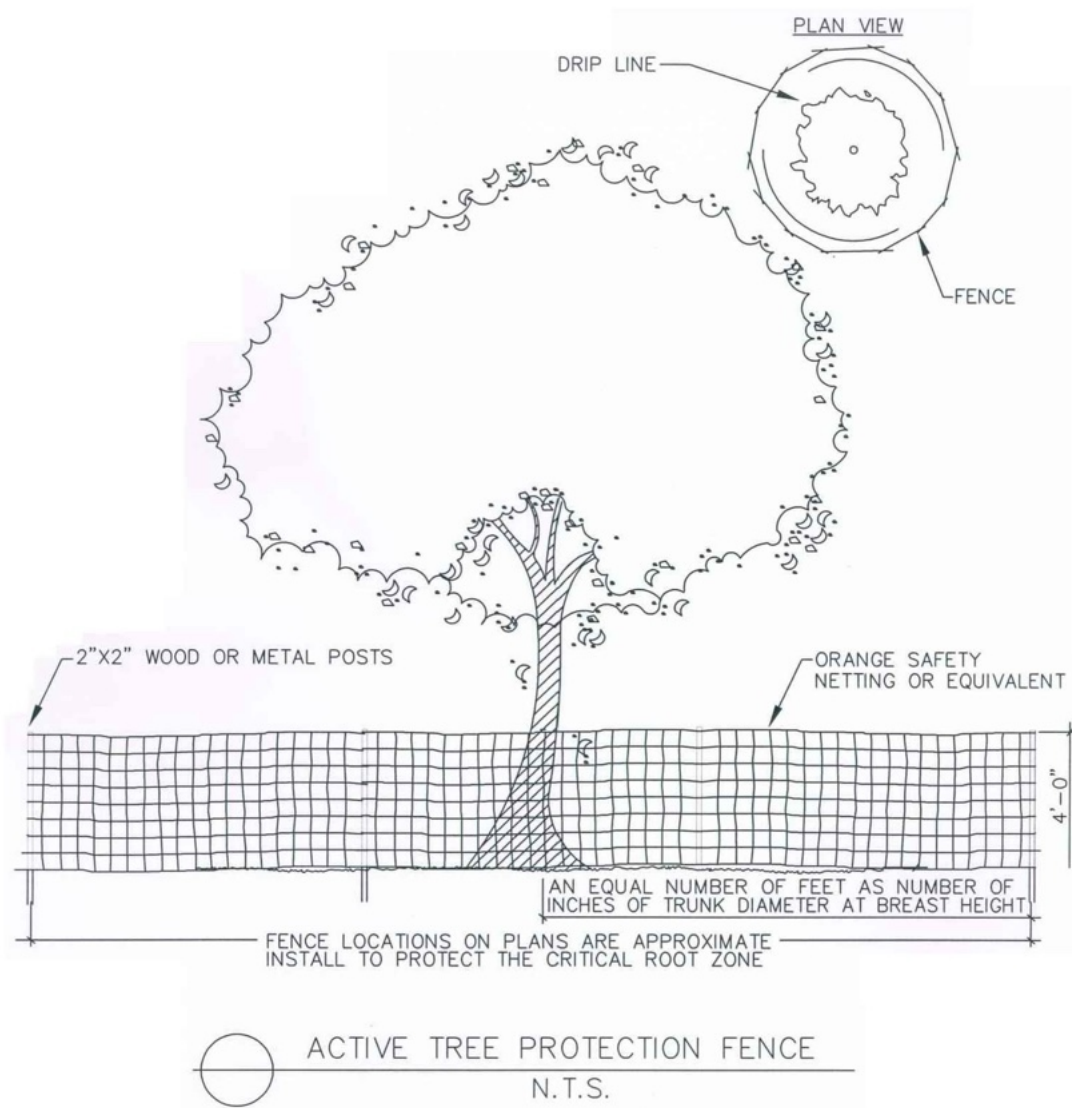 PLAN VIEW
DRIP LINE
FENCE
2"X2" WOOD OR METAL POSTS
ORANGE SAFETY
NETTING OR EQUIVALENT
4'-0"
AN EQUAL NUMBER OF FEET AS NUMBER OF
INCHES OF TRUNK DIAMETER AT BREAST HEIGHT
FENCE LOCATIONS ON PLANS ARE APPROXIMATE
INSTALL TO PROTECT THE CRITICAL ROOT ZONE
ACTIVE TREE PROTECTION FENCE
N.T.S.